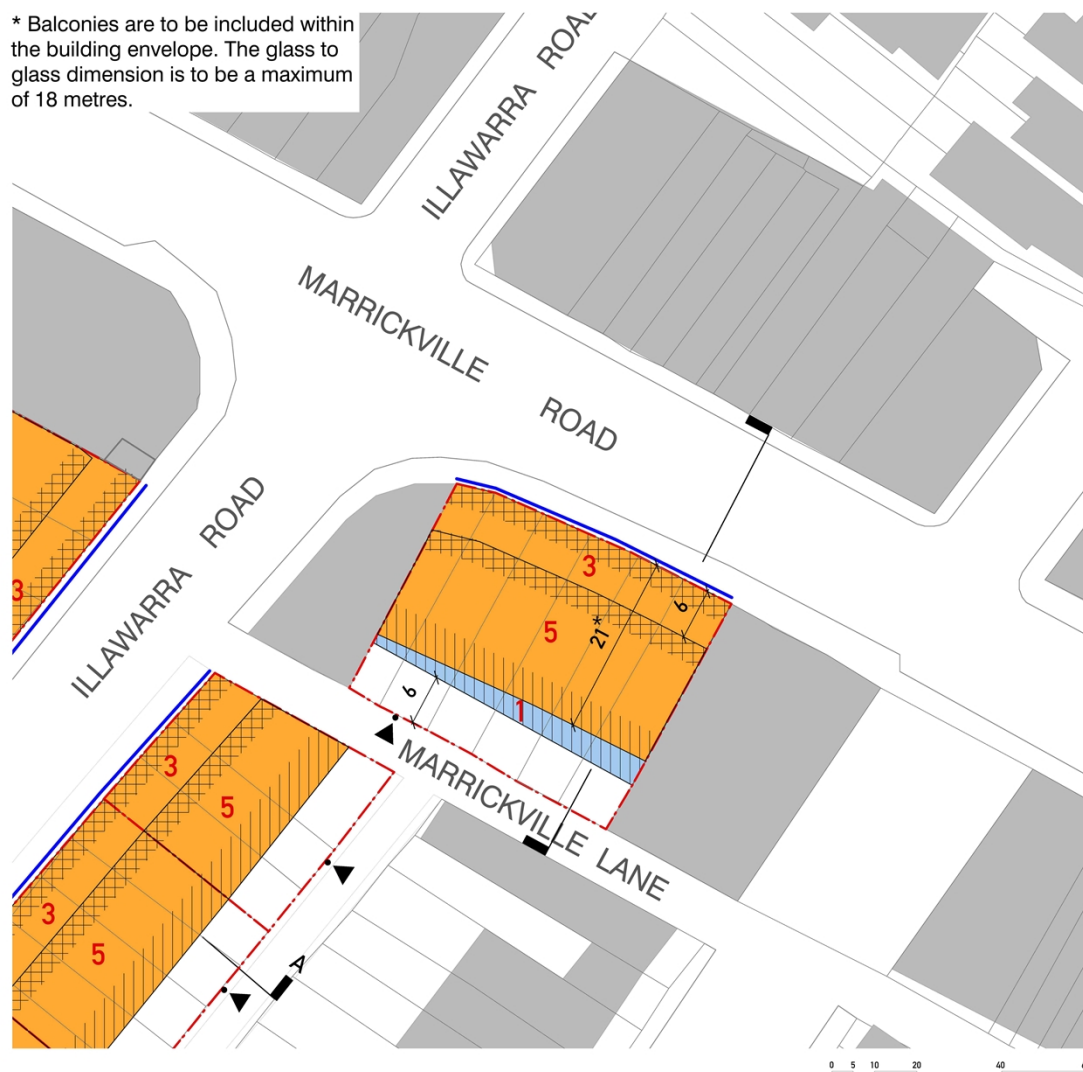 * Balconies are to be included within
the building envelope. The glass to
glass dimension is to be a maximum
of 18 metres.
ILLAWARRA ROAD
MARRICKVILLE ROAD
ILLAWARRA ROAD
3
3
6
5
21*
6
1
MARRICKVILLE LANE
3
5
3
5
A
0 5 10 20 40